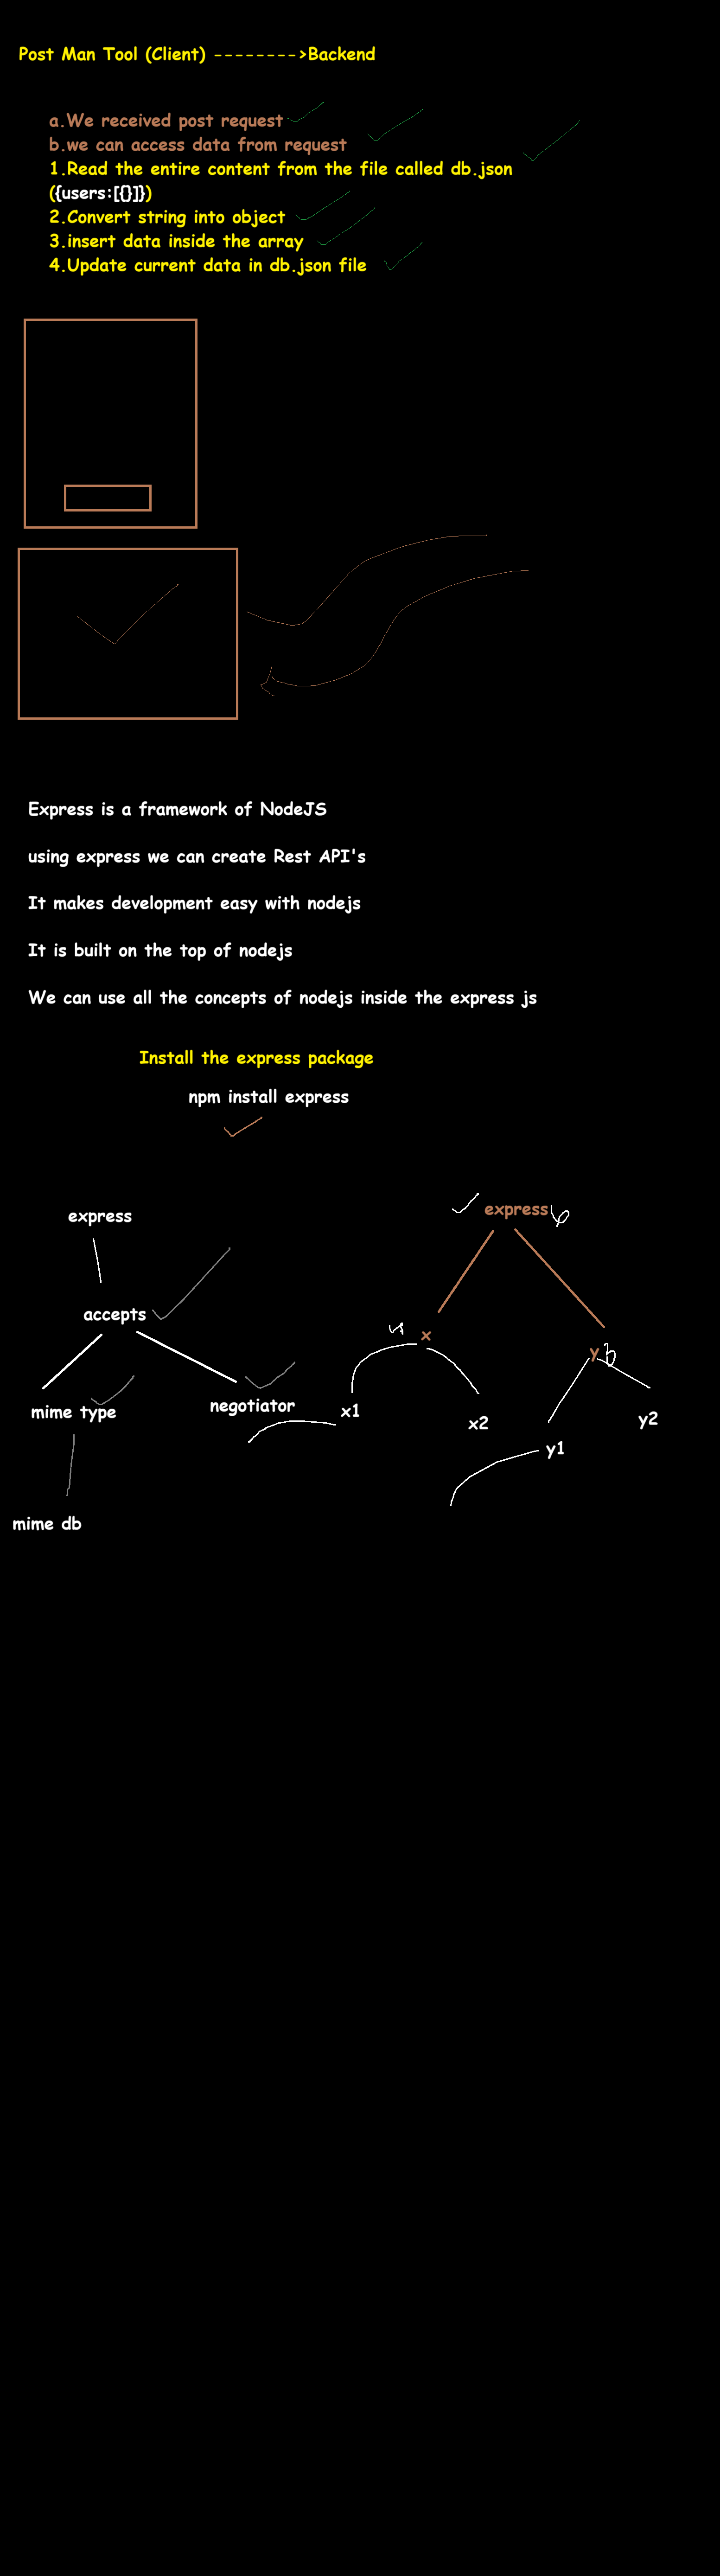 Post Man Tool (Client) -------->Backend
a.We received post request
b.we can access data from request
1.Read the entire content from the file called db.json
({users:[{}]})
2.Convert string into object
3.insert data inside the array
4.Update current data in db.json file
Express is a framework of NodeJS
using express we can create Rest API's
It makes development easy with nodejs
It is built on the top of nodejs
We can use all the concepts of nodejs inside the express js
Install the express package
npm install express
express
express
accepts
x
y
mime type
negotiator
x1
x2
y2
y1
mime db